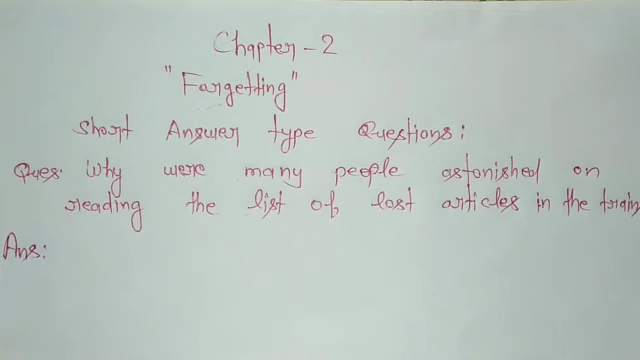 Chapter - 2
"Forgetting"
Short Answer type Questions:
Ques. Why were many people astonished on
reading the list of lost articles in the train
Ans: